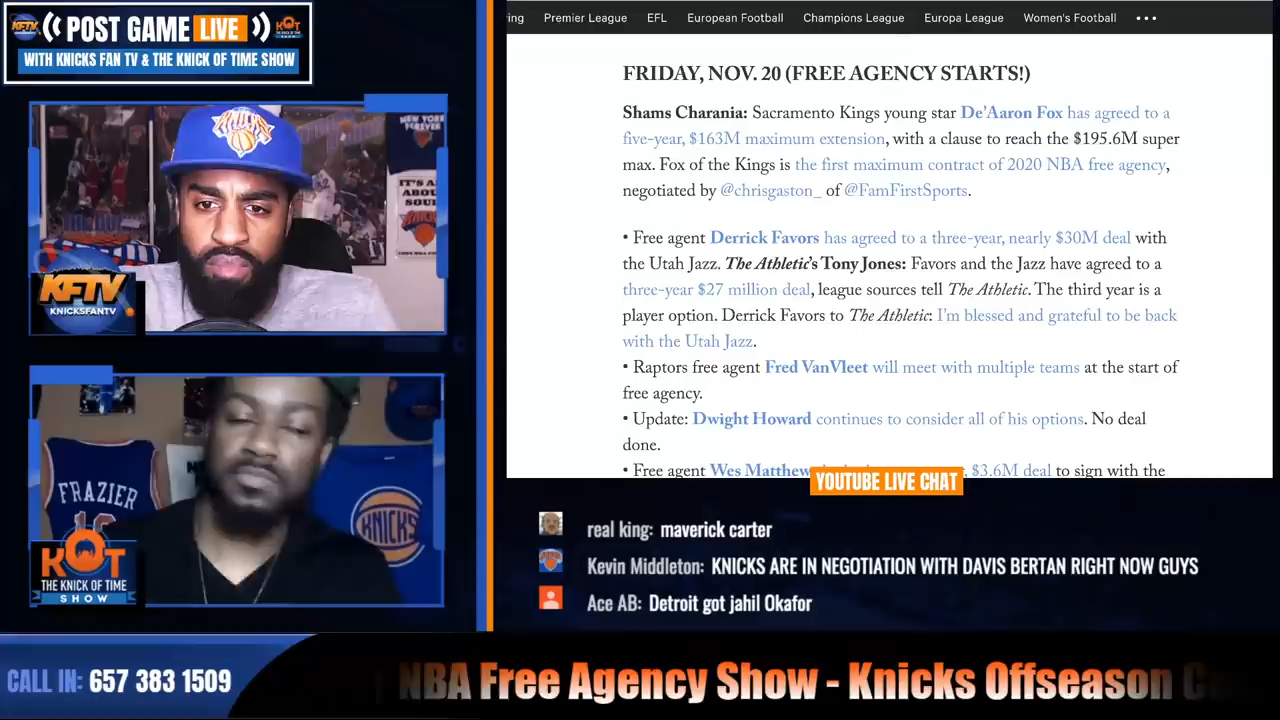 KFTV
POST GAME LIVE
KOT
WITH KNICKS FAN TV & THE KNICK OF TIME SHOW
Premier League
EFL
European Football
Champions League
Europa League
Women's Football
FRIDAY, NOV. 20 (FREE AGENCY STARTS!)
Shams Charania: Sacramento Kings young star De'Aaron Fox has agreed to a
five-year, $163M maximum extension, with a clause to reach the $195.6M super
max. Fox of the Kings is the first maximum contract of 2020 NBA free agency,
negotiated by @chrisgaston_ of @FamFirstSports.
• Free agent Derrick Favors has agreed to a three-year, nearly $30M deal with
the Utah Jazz. The Athletic's Tony Jones: Favors and the Jazz have agreed to a
three-year $27 million deal, league sources tell The Athletic. The third year is a
player option. Derrick Favors to The Athletic: I'm blessed and grateful to be back
with the Utah Jazz.
• Raptors free agent Fred VanVleet will meet with multiple teams at the start of
free agency.
• Update: Dwight Howard continues to consider all of his options. No deal
done.
• Free agent Wes Matthew $3.6M deal to sign with the
KNICKS
NEW YORK
FOREVER
IT'S A
ABOU
SOUL
KFTV
KNICKSFANTV
FRAZIER
KNICKS
KOT
THE KNICK OF TIME
SHOW
YOUTUBE LIVE CHAT
real king: maverick carter
Kevin Middleton: KNICKS ARE IN NEGOTIATION WITH DAVIS BERTAN RIGHT NOW GUYS
Ace AB: Detroit got jahil Okafor
CALL IN: 657 383 1509
NBA Free Agency Show - Knicks Offseason